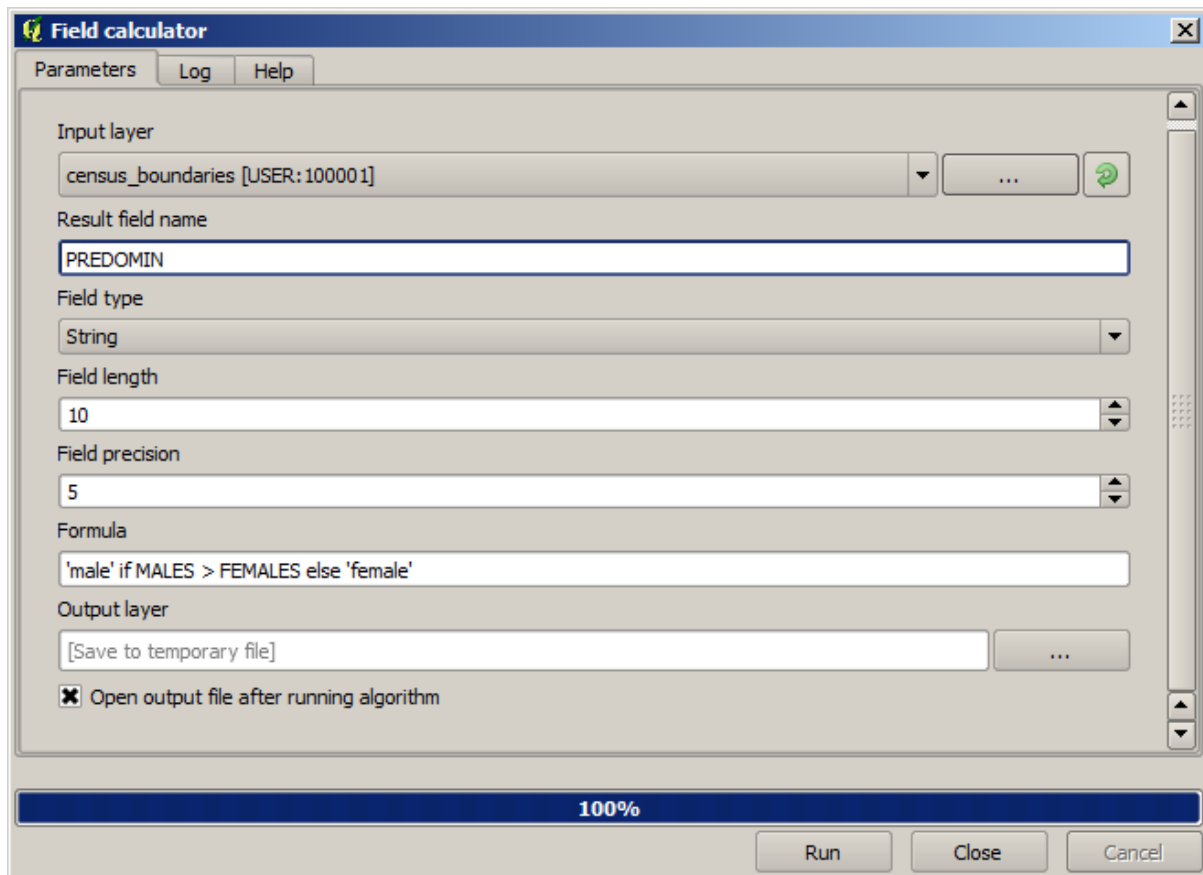 Field calculator
Parameters Log Help
Input layer
census_boundaries [USER:100001] ...
Result field name
PREDOMIN
Field type
String
Field length
10
Field precision
5
Formula
'male' if MALES > FEMALES else 'female'
Output layer
[Save to temporary file] ...
Open output file after running algorithm
100%
Run Close Cancel